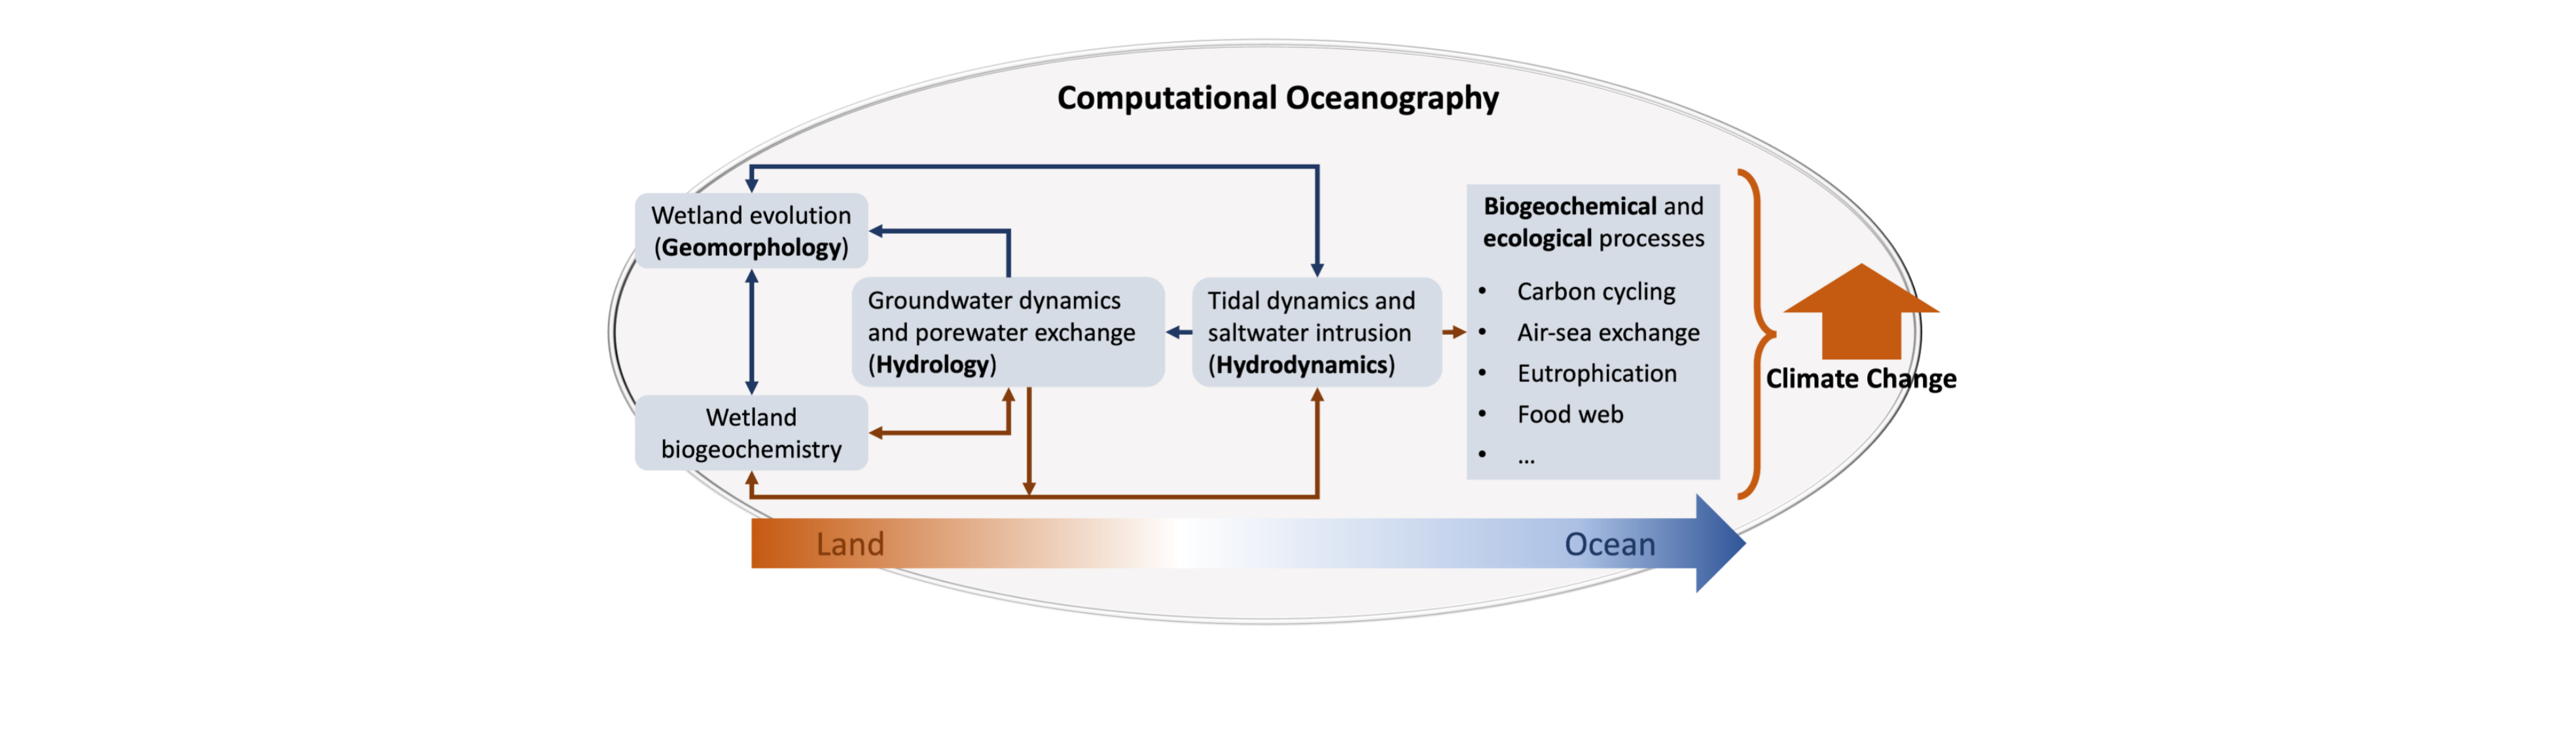 Computational Oceanography
Wetland evolution
(Geomorphology)
Groundwater dynamics
and porewater exchange
(Hydrology)
Tidal dynamics and
saltwater intrusion
(Hydrodynamics)
Wetland
biogeochemistry
Biogeochemical and
ecological processes
• Carbon cycling
• Air-sea exchange
• Eutrophication
• Food web
• ...
Climate Change
Land
Ocean